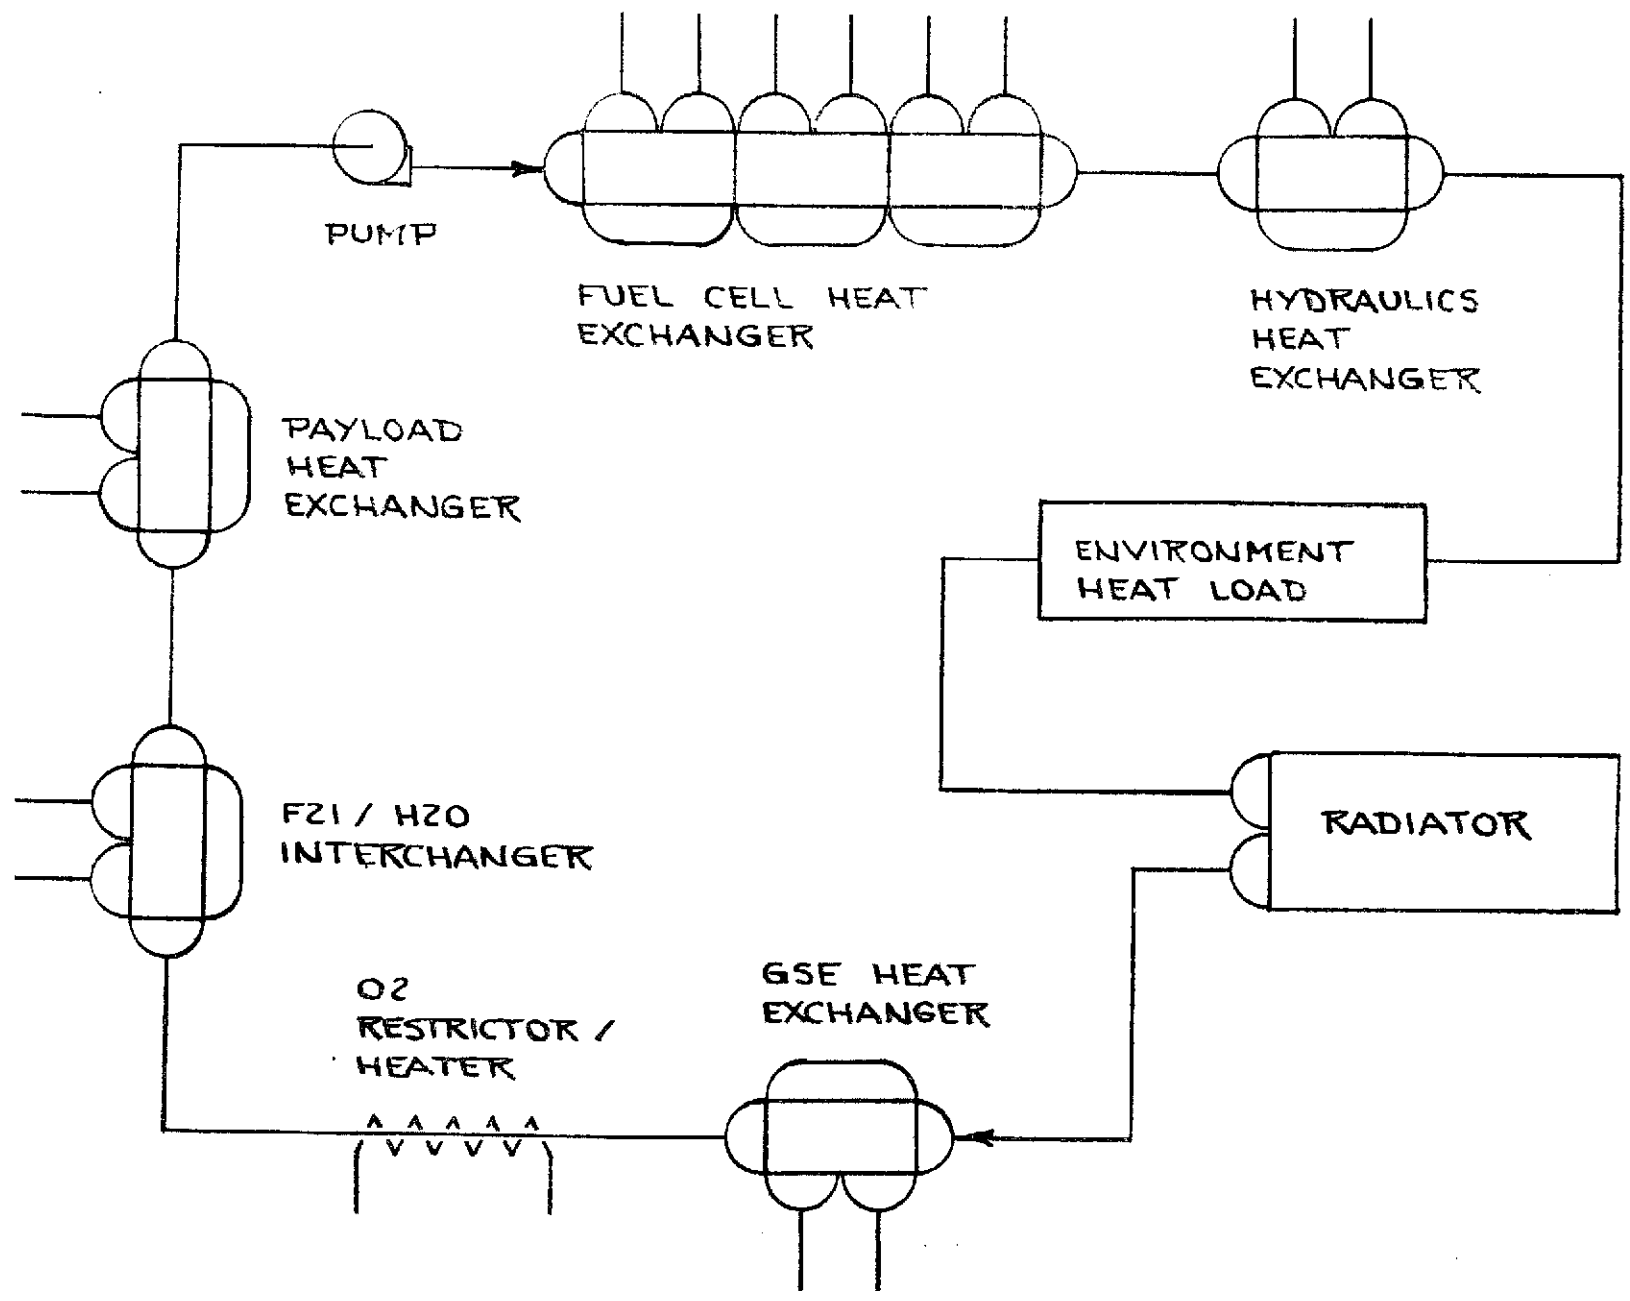 PUMP
FUEL CELL HEAT
EXCHANGER
HYDRAULICS
HEAT
EXCHANGER
PAYLOAD
HEAT
EXCHANGER
ENVIRONMENT
HEAT LOAD
RADIATOR
F21 / H2O
INTERCHANGER
GSE HEAT
EXCHANGER
O2
RESTRICTOR /
HEATER